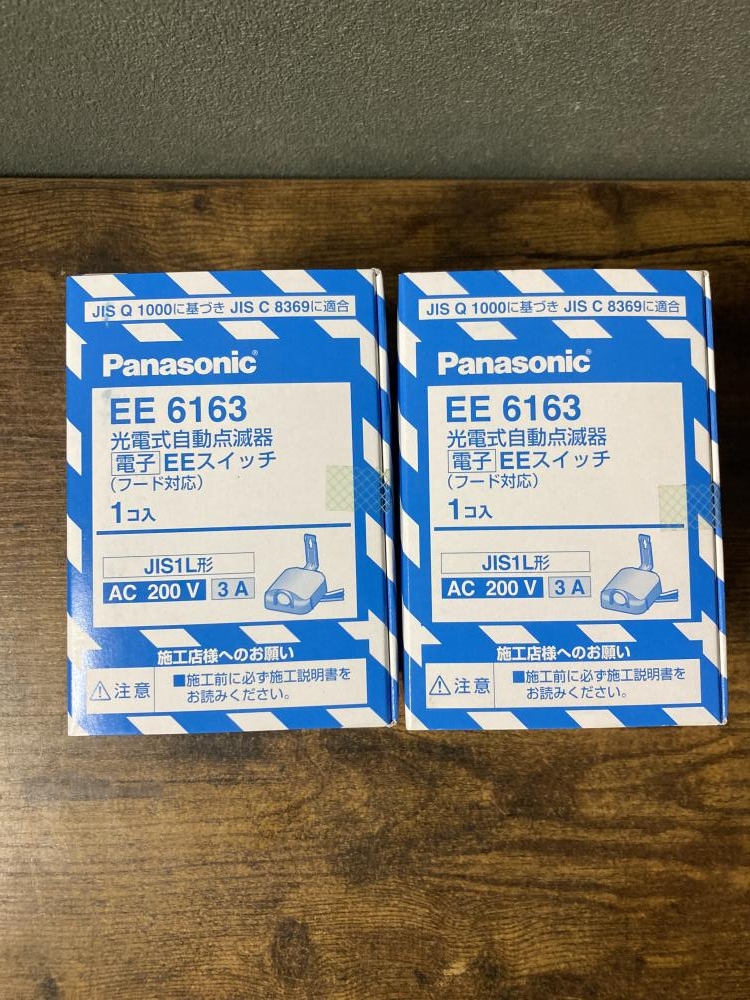 JIS Q 1000に基づき JIS C 8369に適合
Panasonic®
EE 6163
光電式自動点滅器
電子 EEスイッチ
(フード対応)
1コ入
JIS1L形
AC 200 V 3 A
施工店様へのお願い
⚠注意
■施工前に必ず施工説明書を
お読みください。
JIS Q 1000に基づき JIS C 8369に適合
Panasonic®
EE 6163
光電式自動点滅器
電子 EEスイッチ
(フード対応)
1コ入
JIS1L形
AC 200 V 3 A
施工店様へのお願い
⚠注意
■施工前に必ず施工説明書を
お読みください。